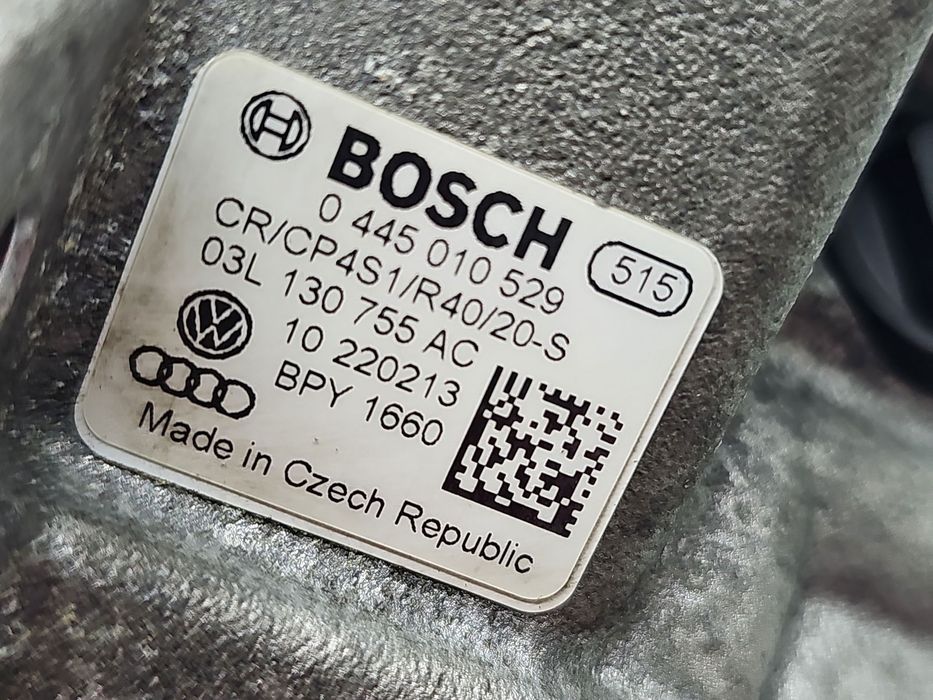 BOSCH
0 445 010 529
515
CR/CP4S1/R40/20-S
03L 130 755 AC
10 220213
BPY 1660
Made in Czech Republic